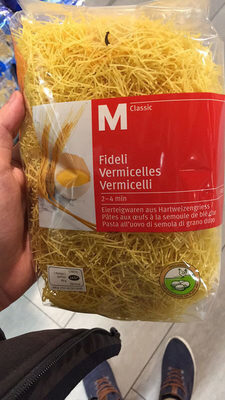 M
Classic
Fideli
Vermicelles
Vermicelli
2–4 min
Eierteigwaren aus Hartweizengriess
Pâtes aux œufs à la semoule de blé dur
Pasta all'uovo di semola di grano duro